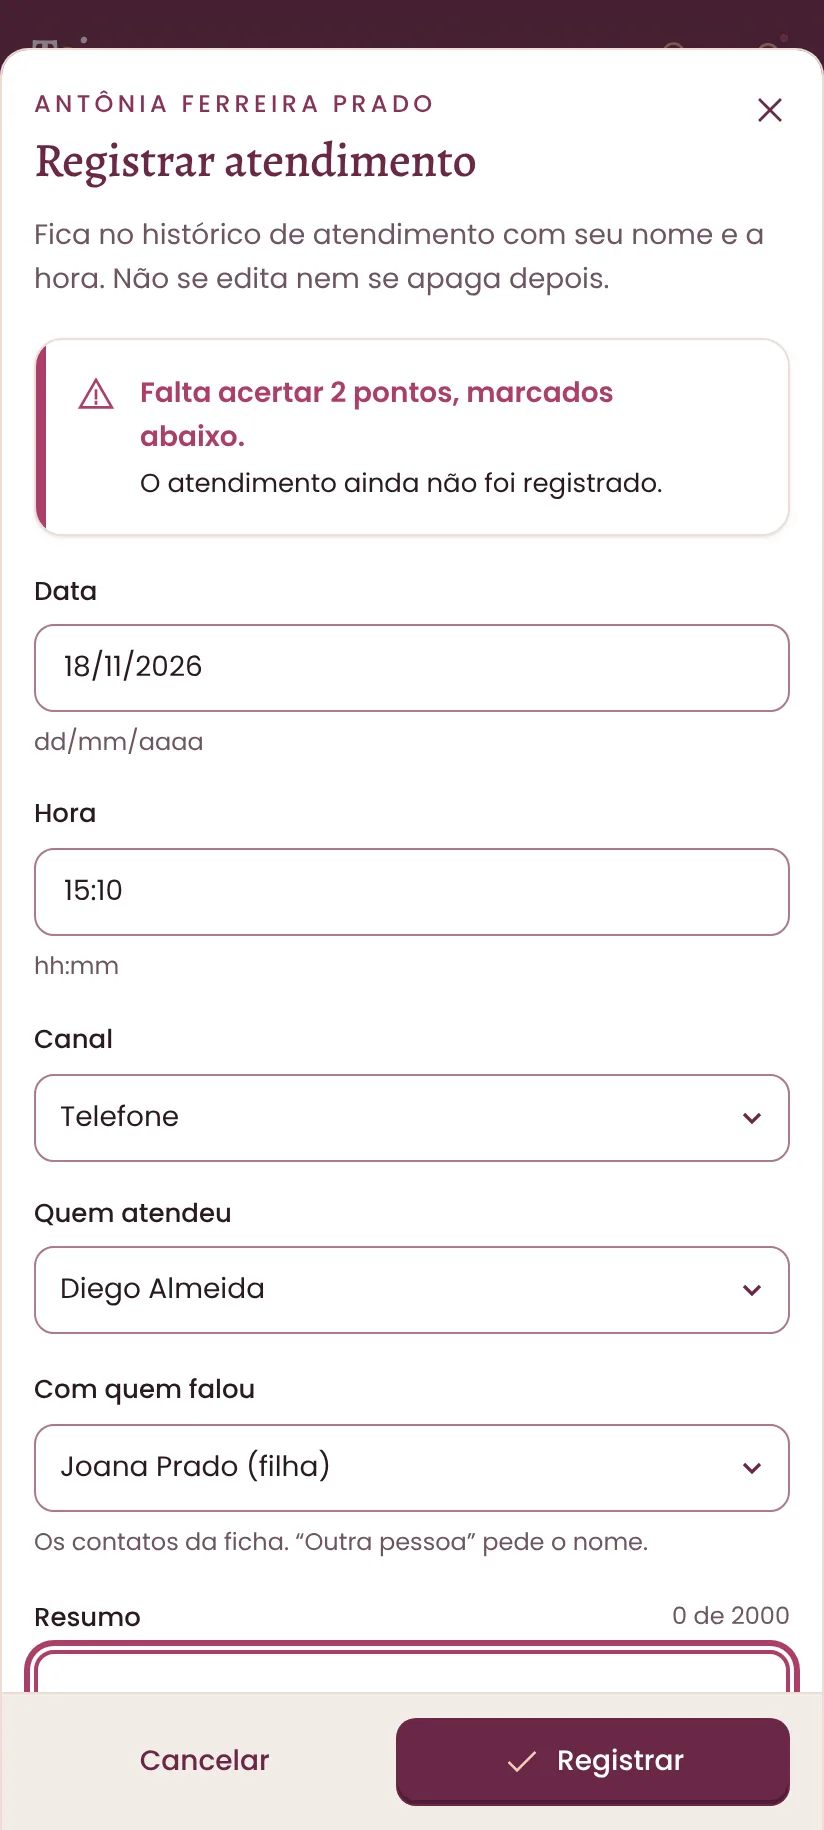 ANTÔNIA FERREIRA PRADO
Registrar atendimento
Fica no histórico de atendimento com seu nome e a
hora. Não se edita nem se apaga depois.
Falta acertar 2 pontos, marcados
abaixo.
O atendimento ainda não foi registrado.
Data
18/11/2026
dd/mm/aaaa
Hora
15:10
hh:mm
Canal
Telefone
Quem atendeu
Diego Almeida
Com quem falou
Joana Prado (filha)
Os contatos da ficha. “Outra pessoa” pede o nome.
Resumo
0 de 2000
Cancelar
Registrar